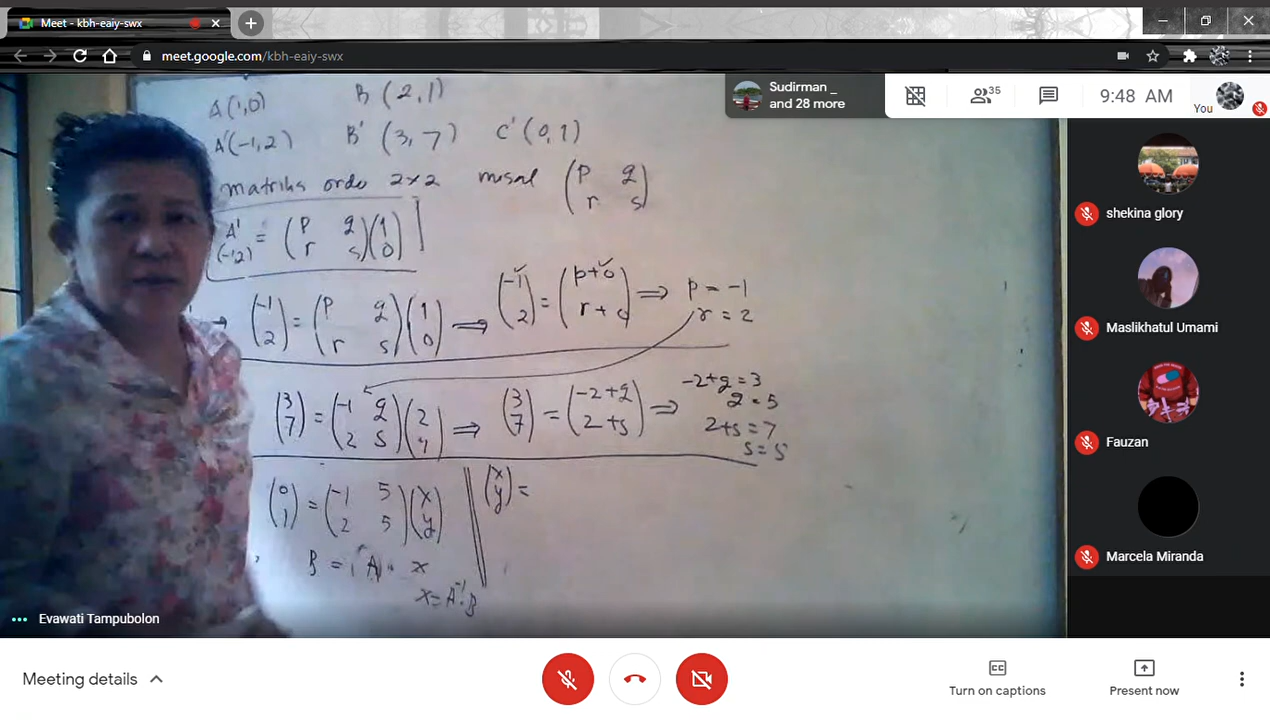 Meet - kbh-eaiy-swx
meet.google.com/kbh-eaiy-swx
Sudirman _
and 28 more
35
9:48 AM
You
A(1,0) B (2,1)
A'(-1,2) B' (3,7) C' (0,1)
matriks ordo 2x2 misal (p q
r s)
A' = (p q
r s)(1
0)
(-1,2)
(-1
2) = (p q
r s)(1
0) ⟹ (-1
2) = (p+0
r+0) ⟹ p = -1
r = 2
(3
7) = (-1 q
2 s)(2
1) ⟹ (3
7) = (-2+q
2+s) ⟹ -2+q=3
q=5
2+s=7
s=5
(0
1) = (-1 5
2 5)(x
y) (x
y) =
B = A x
x=A⁻¹.B
shekina glory
Maslikhatul Umami
Fauzan
Marcela Miranda
Evawati Tampubolon
Meeting details
Turn on captions
Present now